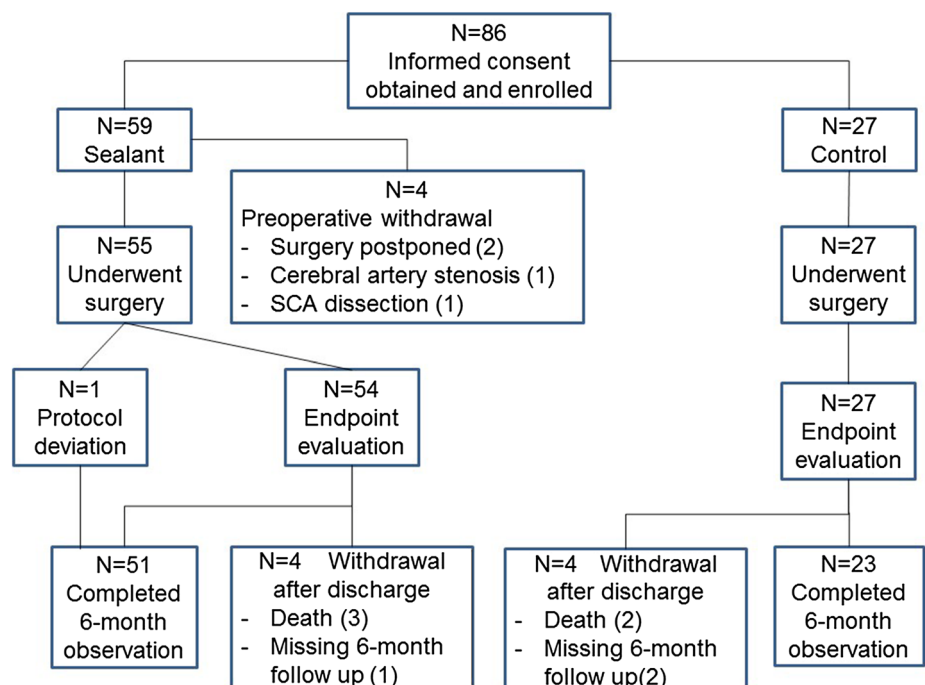 N=86
Informed consent
obtained and enrolled
N=59
Sealant
N=27
Control
N=4
Preoperative withdrawal
- Surgery postponed (2)
- Cerebral artery stenosis (1)
- SCA dissection (1)
N=55
Underwent
surgery
N=27
Underwent
surgery
N=1
Protocol
deviation
N=54
Endpoint
evaluation
N=27
Endpoint
evaluation
N=51
Completed
6-month
observation
N=4 Withdrawal
after discharge
- Death (3)
- Missing 6-month
follow up (1)
N=4 Withdrawal
after discharge
- Death (2)
- Missing 6-month
follow up(2)
N=23
Completed
6-month
observation